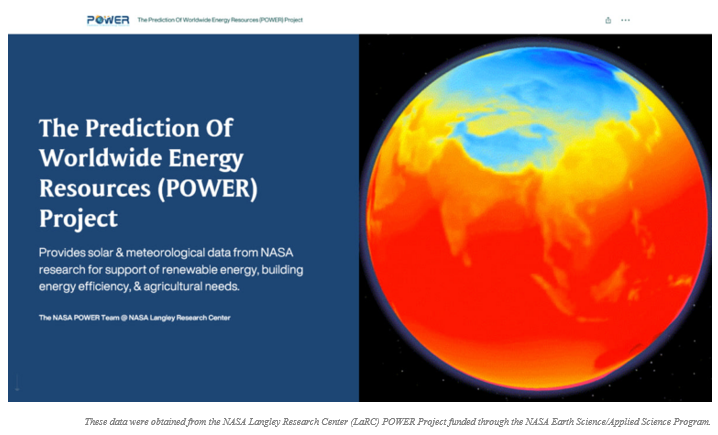 POWER The Prediction Of Worldwide Energy Resources (POWER) Project
The Prediction Of
Worldwide Energy
Resources (POWER)
Project
Provides solar & meteorological data from NASA
research for support of renewable energy, building
energy efficiency, & agricultural needs.
The NASA POWER Team @ NASA Langley Research Center
These data were obtained from the NASA Langley Research Center (LaRC) POWER Project funded through the NASA Earth Science/Applied Science Program.